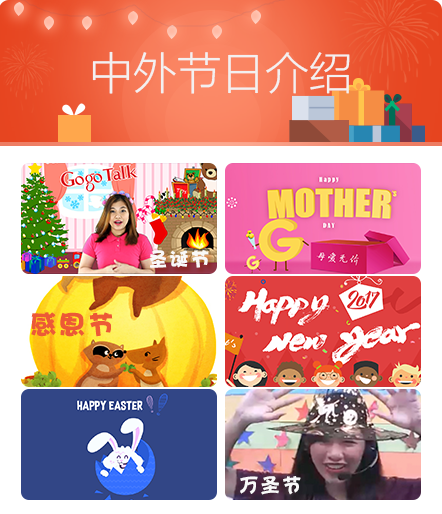 中外节日介绍
GogoTalk
圣诞节
Happy
MOTHER'S
DAY
G
母爱无价
感恩节
Happy 2017
New Year
HAPPY EASTER
万圣节